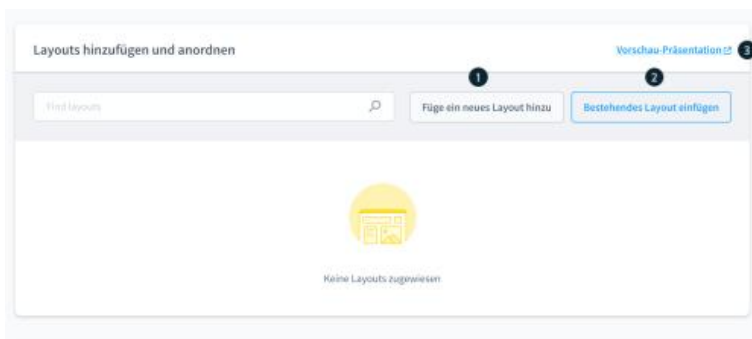 Layouts hinzufügen und anordnen
Vorschau-Präsentation
3
1
2
Find layouts
Füge ein neues Layout hinzu
Bestehendes Layout einfügen
Keine Layouts zugewiesen